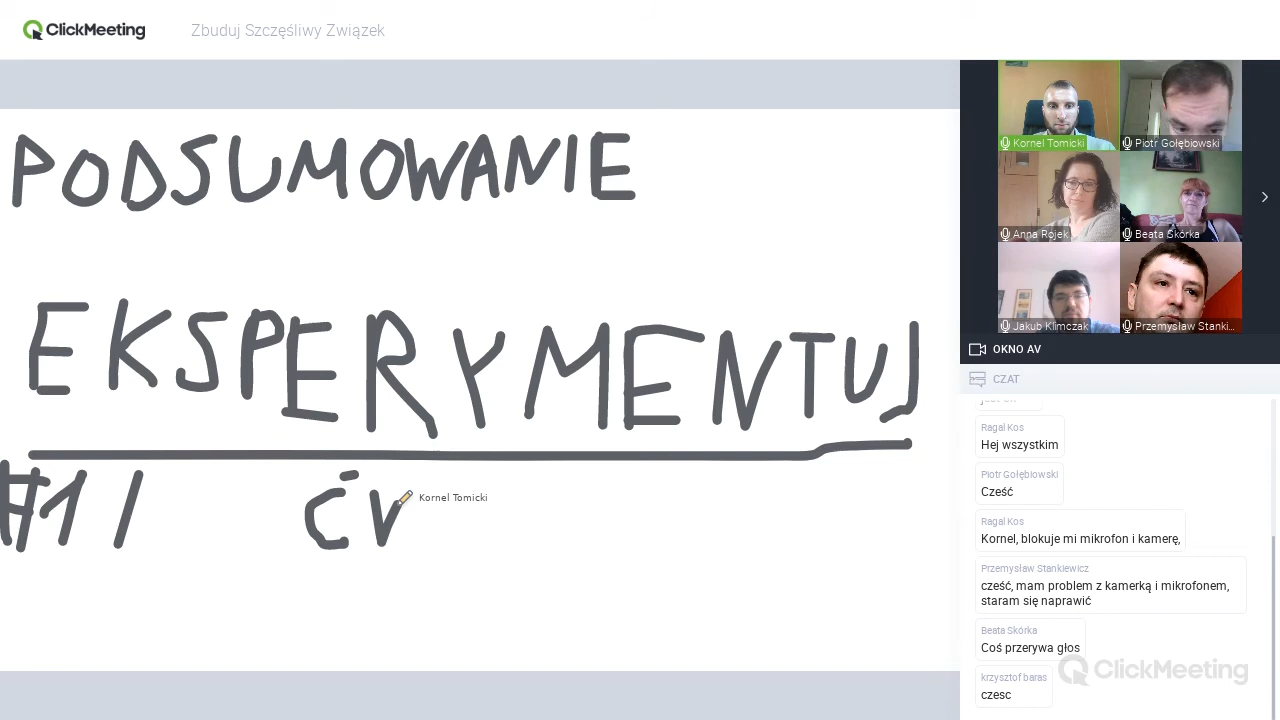 ClickMeeting
Zbuduj Szczęśliwy Związek
PODSUMOWANIE
EKSPERYMENTUJ
#1/ ĆW
Kornel Tomicki
Kornel Tomicki
Piotr Gołębiowski
Anna Rojek
Beata Skórka
Jakub Klimczak
Przemysław Stanki...
OKNO AV
CZAT
Ragal Kos
Hej wszystkim
Piotr Gołębiowski
Cześć
Ragal Kos
Kornel, blokuje mi mikrofon i kamerę,
Przemysław Stankiewicz
cześć, mam problem z kamerką i mikrofonem,
staram się naprawić
Beata Skórka
Coś przerywa głos
krzysztof baras
czesc
ClickMeeting